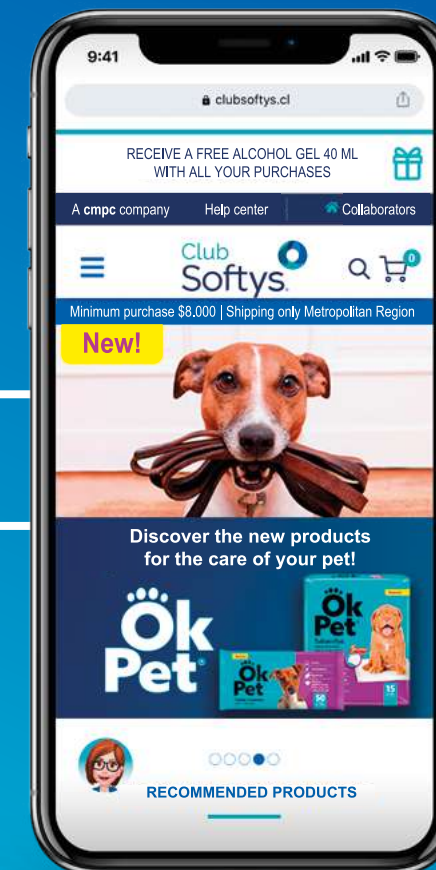 9:41
clubsoftys.cl
RECEIVE A FREE ALCOHOL GEL 40 ML
WITH ALL YOUR PURCHASES
A cmpc company Help center Collaborators
Club
Softys
0
Minimum purchase $8.000 | Shipping only Metropolitan Region
New!
Discover the new products
for the care of your pet!
Ok
Pet
Ok
Pet
50
Ok
Pet
15
RECOMMENDED PRODUCTS